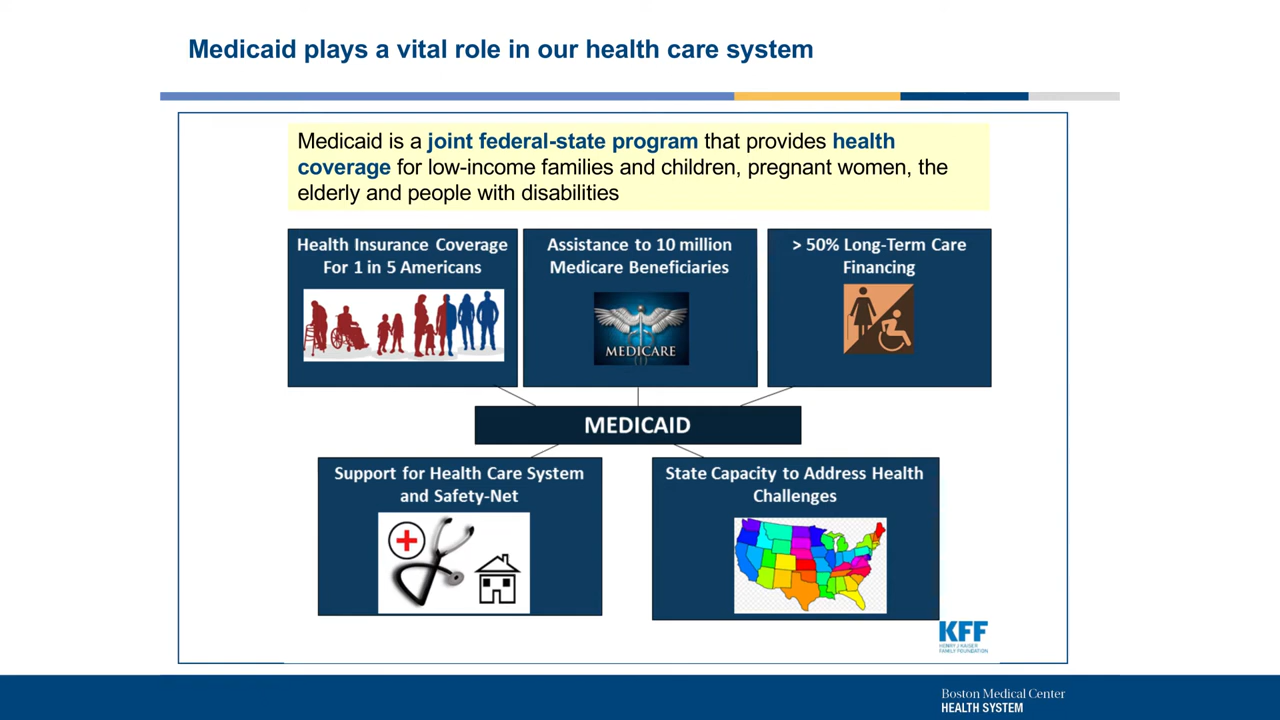 Medicaid plays a vital role in our health care system
Medicaid is a joint federal-state program that provides health
coverage for low-income families and children, pregnant women, the
elderly and people with disabilities
Health Insurance Coverage
For 1 in 5 Americans
Assistance to 10 million
Medicare Beneficiaries
MEDICARE
> 50% Long-Term Care
Financing
MEDICAID
Support for Health Care System
and Safety-Net
State Capacity to Address Health
Challenges
KFF
HENRY J KAISER
FAMILY FOUNDATION
Boston Medical Center
HEALTH SYSTEM